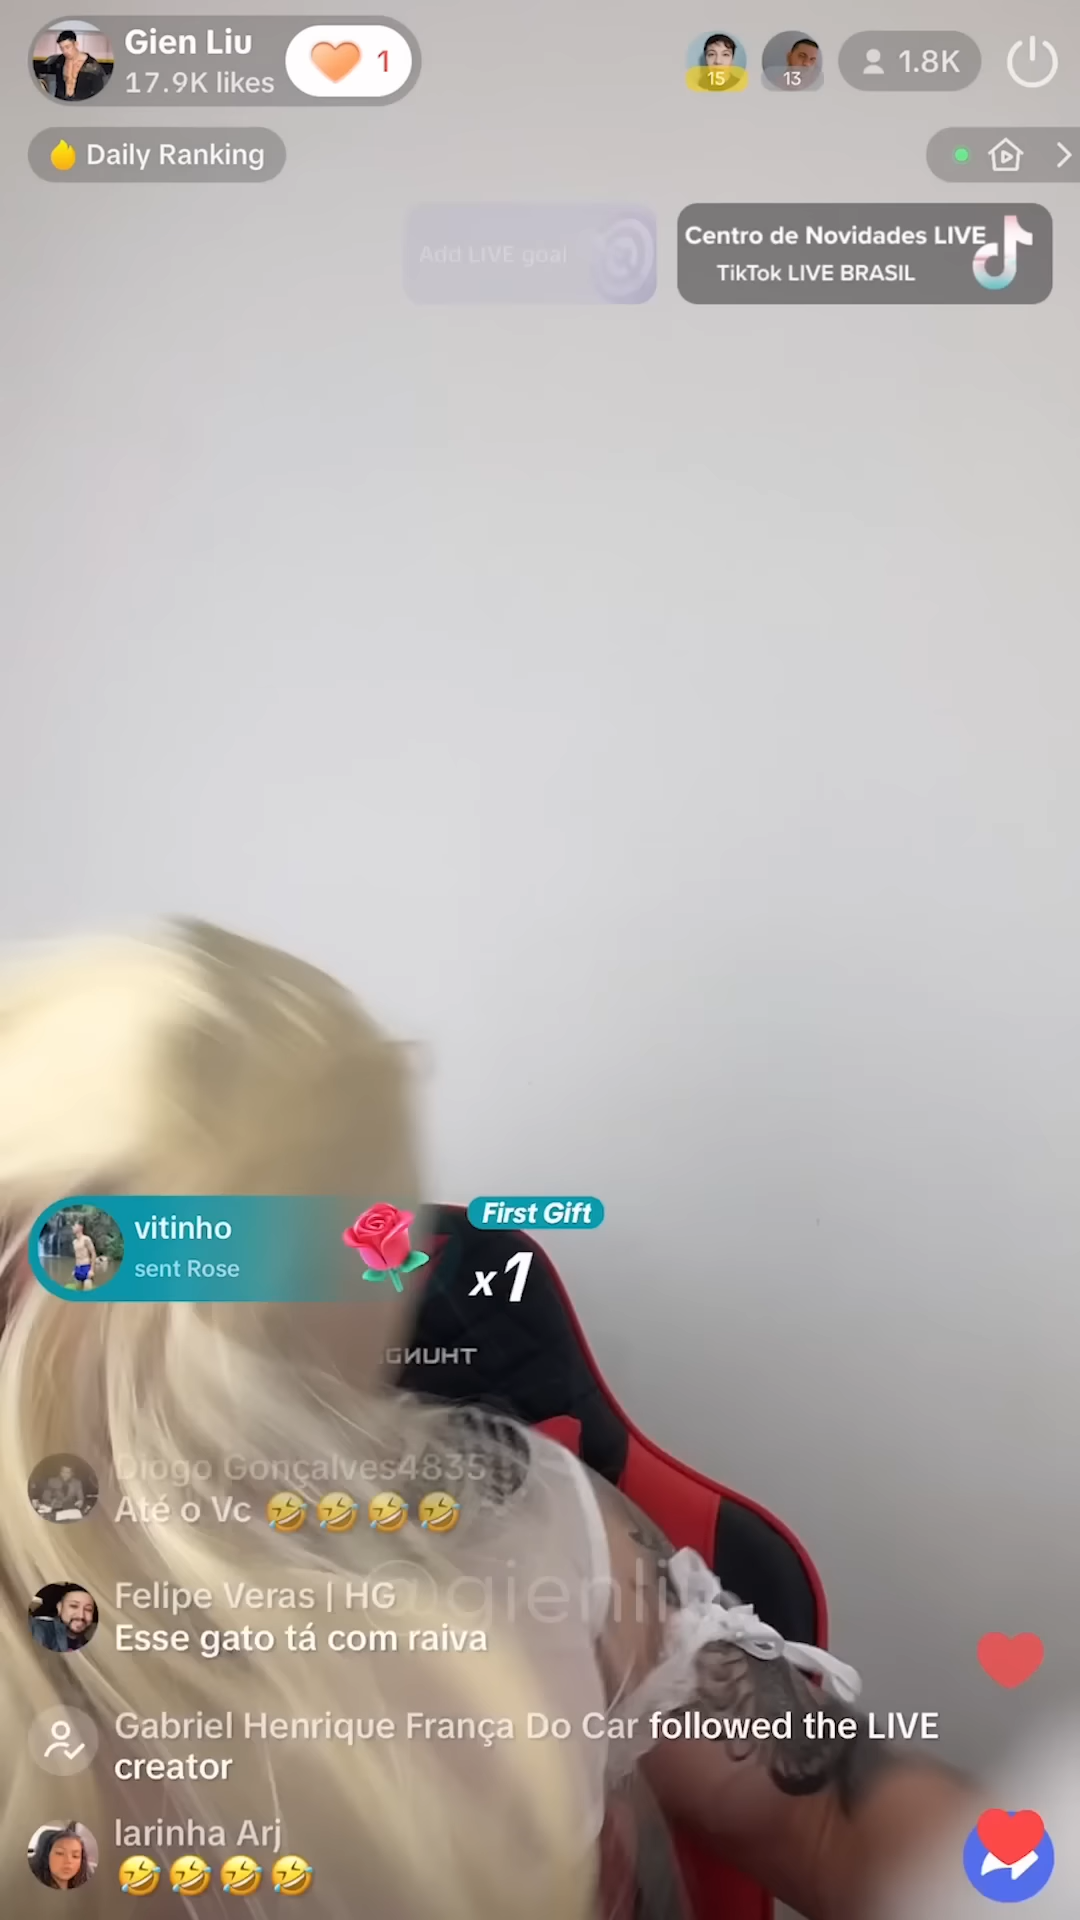 Gien Liu
17.9K likes
1
15
13
1.8K
Daily Ranking
Add LIVE goal
Centro de Novidades LIVE
TikTok LIVE BRASIL
vitinho
sent Rose
First Gift
x1
Diogo Gonçalves4835
Até o Vc 🤣🤣🤣🤣
Felipe Veras | HG
Esse gato tá com raiva
Gabriel Henrique França Do Car followed the LIVE
creator
larinha Arj
🤣🤣🤣🤣